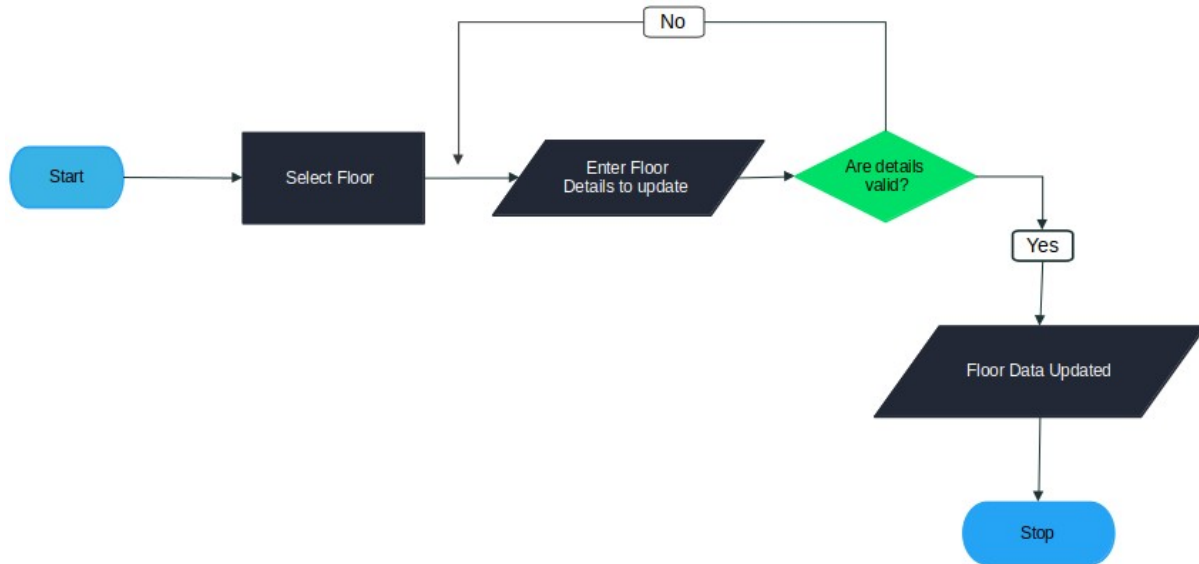 No
Start
Select Floor
Enter Floor
Details to update
Are details
valid?
Yes
Floor Data Updated
Stop